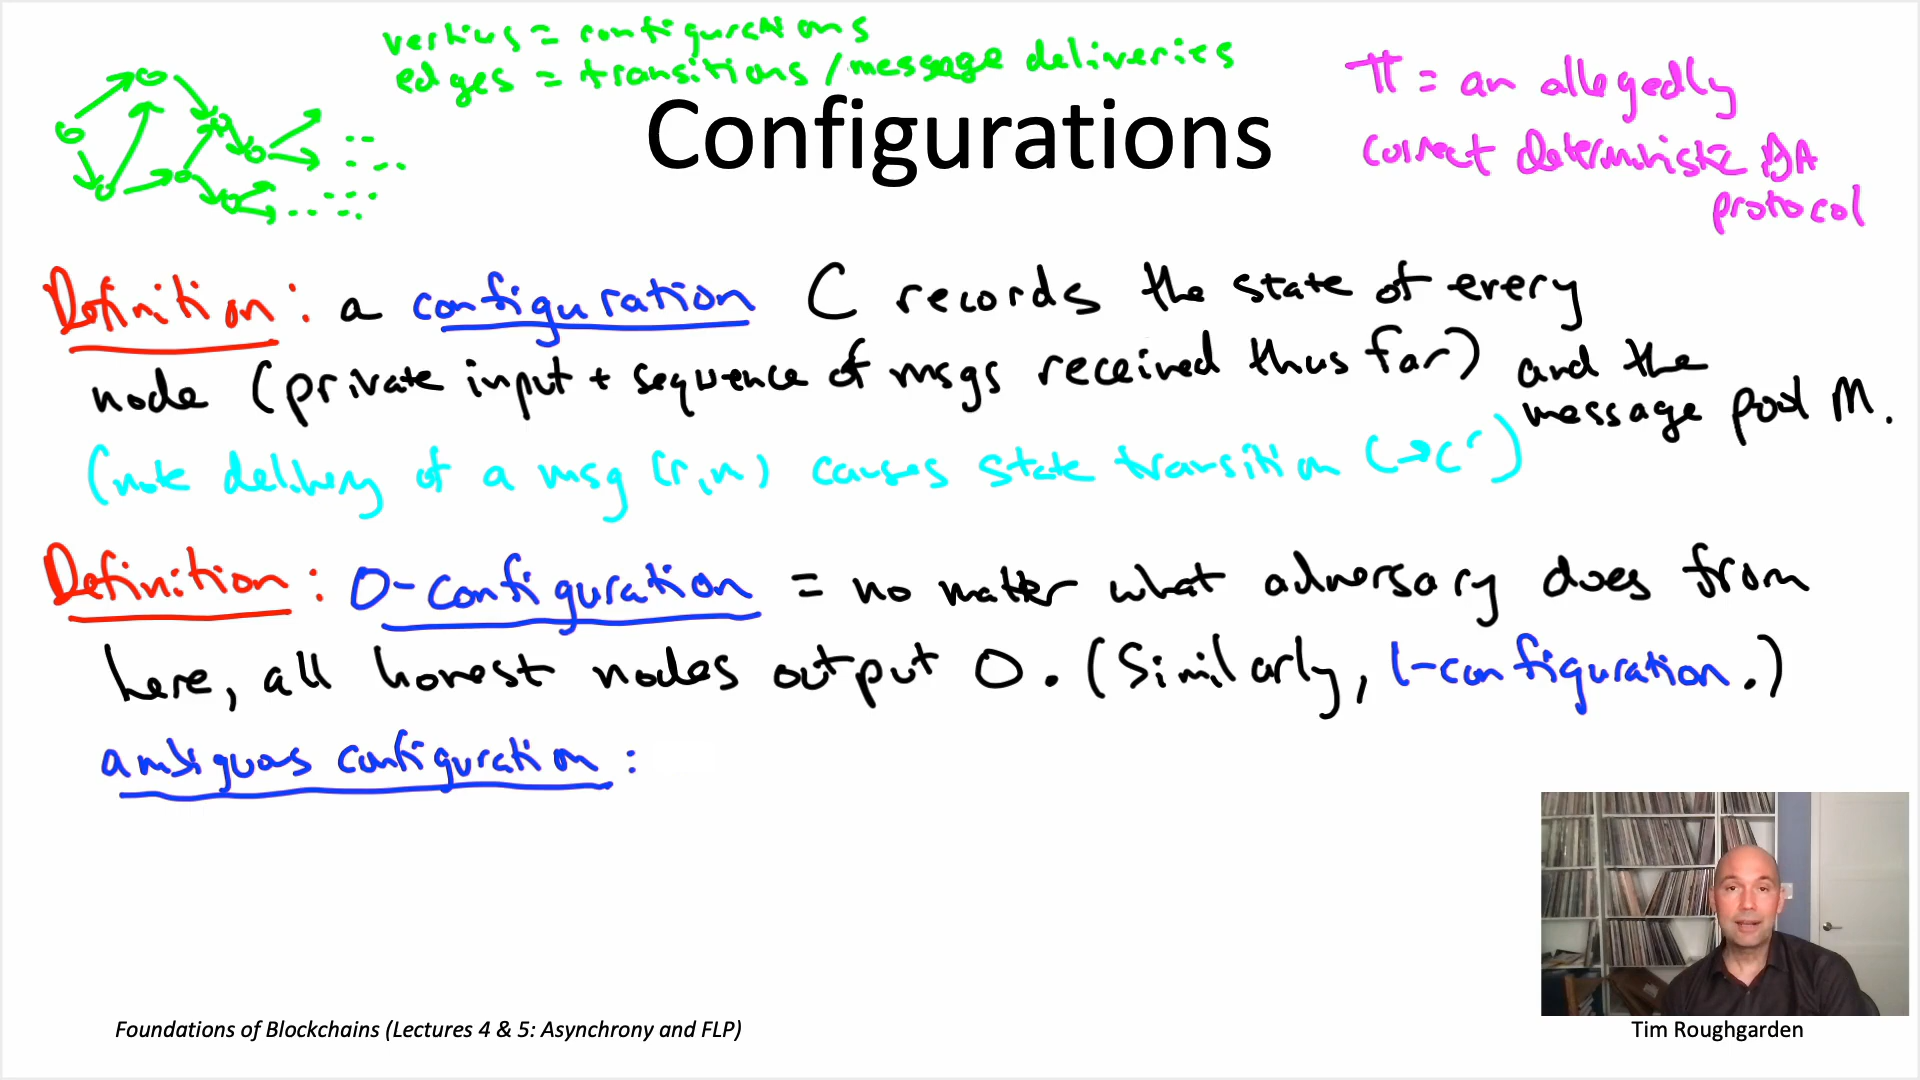 vertices = configurations
edges = transitions / message deliveries
π = an allegedly
correct deterministic BA
protocol
Configurations
Definition: a configuration C records the state of every
node (private input + sequence of msgs received thus far) and the
message pool M.
(note delivery of a msg (r,m) causes state transition C→C')
Definition: 0-configuration = no matter what adversary does from
here, all honest nodes output 0. (Similarly, 1-configuration.)
ambiguous configuration:
Foundations of Blockchains (Lectures 4 & 5: Asynchrony and FLP)
Tim Roughgarden